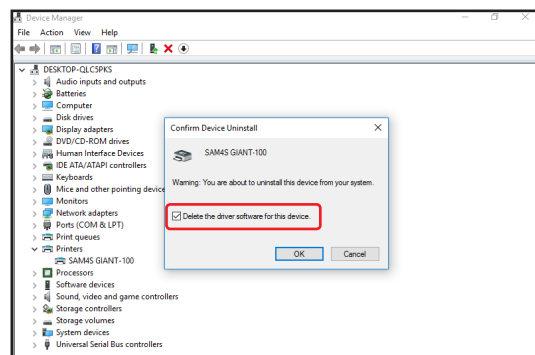 Device Manager
File Action View Help
DESKTOP-QLC5PKS
Audio inputs and outputs
Batteries
Computer
Disk drives
Display adapters
DVD/CD-ROM drives
Human Interface Devices
IDE ATA/ATAPI controllers
Keyboards
Mice and other pointing device
Monitors
Network adapters
Ports (COM & LPT)
Print queues
Printers
SAM4S GIANT-100
Processors
Software devices
Sound, video and game controllers
Storage controllers
Storage volumes
System devices
Universal Serial Bus controllers
Confirm Device Uninstall
SAM4S GIANT-100
Warning: You are about to uninstall this device from your system.
Delete the driver software for this device.
OK Cancel